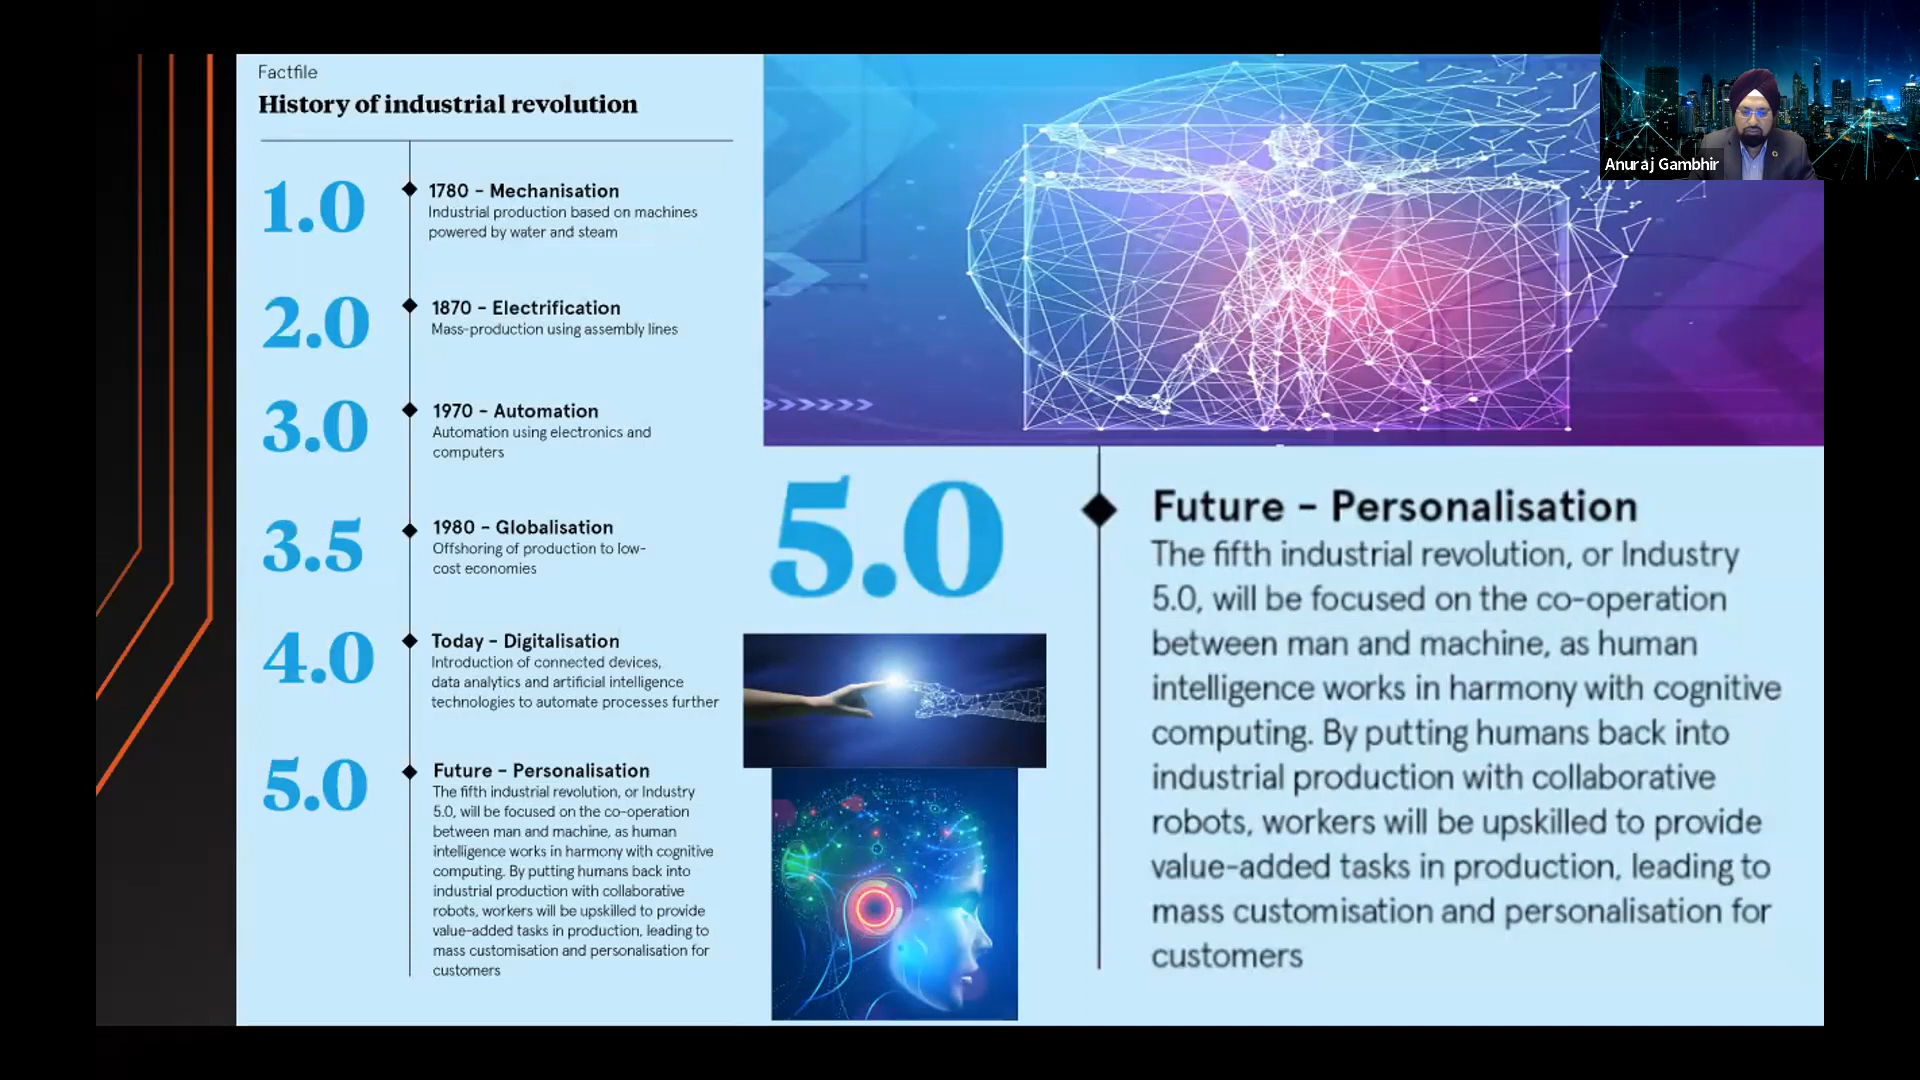 Factfile
History of industrial revolution
1.0
1780 - Mechanisation
Industrial production based on machines
powered by water and steam
2.0
1870 - Electrification
Mass-production using assembly lines
3.0
1970 - Automation
Automation using electronics and
computers
3.5
1980 - Globalisation
Offshoring of production to low-
cost economies
4.0
Today - Digitalisation
Introduction of connected devices,
data analytics and artificial intelligence
technologies to automate processes further
5.0
Future - Personalisation
The fifth industrial revolution, or Industry
5.0, will be focused on the co-operation
between man and machine, as human
intelligence works in harmony with cognitive
computing. By putting humans back into
industrial production with collaborative
robots, workers will be upskilled to provide
value-added tasks in production, leading to
mass customisation and personalisation for
customers
5.0
Future - Personalisation
The fifth industrial revolution, or Industry
5.0, will be focused on the co-operation
between man and machine, as human
intelligence works in harmony with cognitive
computing. By putting humans back into
industrial production with collaborative
robots, workers will be upskilled to provide
value-added tasks in production, leading to
mass customisation and personalisation for
customers
Anuraj Gambhir